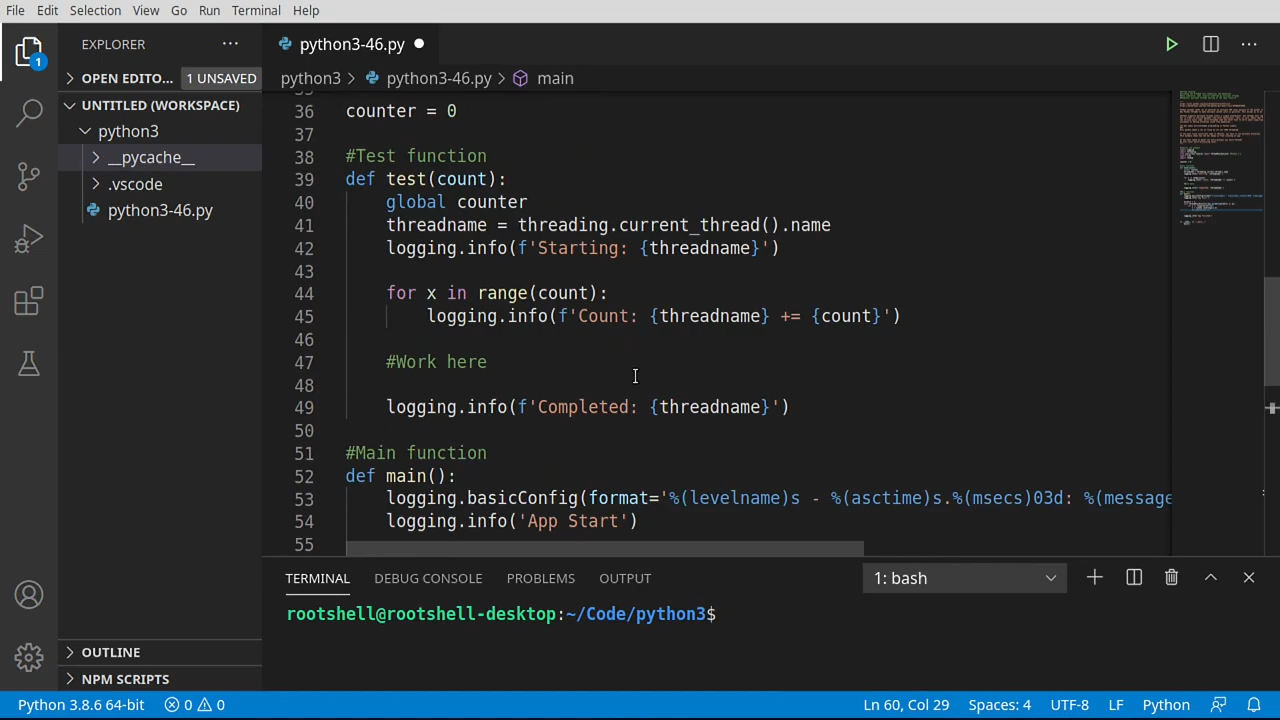 File Edit Selection View Go Run Terminal Help
EXPLORER
python3-46.py
1
OPEN EDITO... 1 UNSAVED
python3 > python3-46.py > main
UNTITLED (WORKSPACE)
python3
__pycache__
.vscode
python3-46.py
36 counter = 0
37
38 #Test function
39 def test(count):
40 global counter
41 threadname = threading.current_thread().name
42 logging.info(f'Starting: {threadname}')
43
44 for x in range(count):
45 logging.info(f'Count: {threadname} += {count}')
46
47 #Work here
48
49 logging.info(f'Completed: {threadname}')
50
51 #Main function
52 def main():
53 logging.basicConfig(format='%(levelname)s - %(asctime)s.%(msecs)03d: %(message
54 logging.info('App Start')
55
TERMINAL DEBUG CONSOLE PROBLEMS OUTPUT 1: bash
rootshell@rootshell-desktop:~/Code/python3$
OUTLINE
NPM SCRIPTS
Python 3.8.6 64-bit 0 0 Ln 60, Col 29 Spaces: 4 UTF-8 LF Python